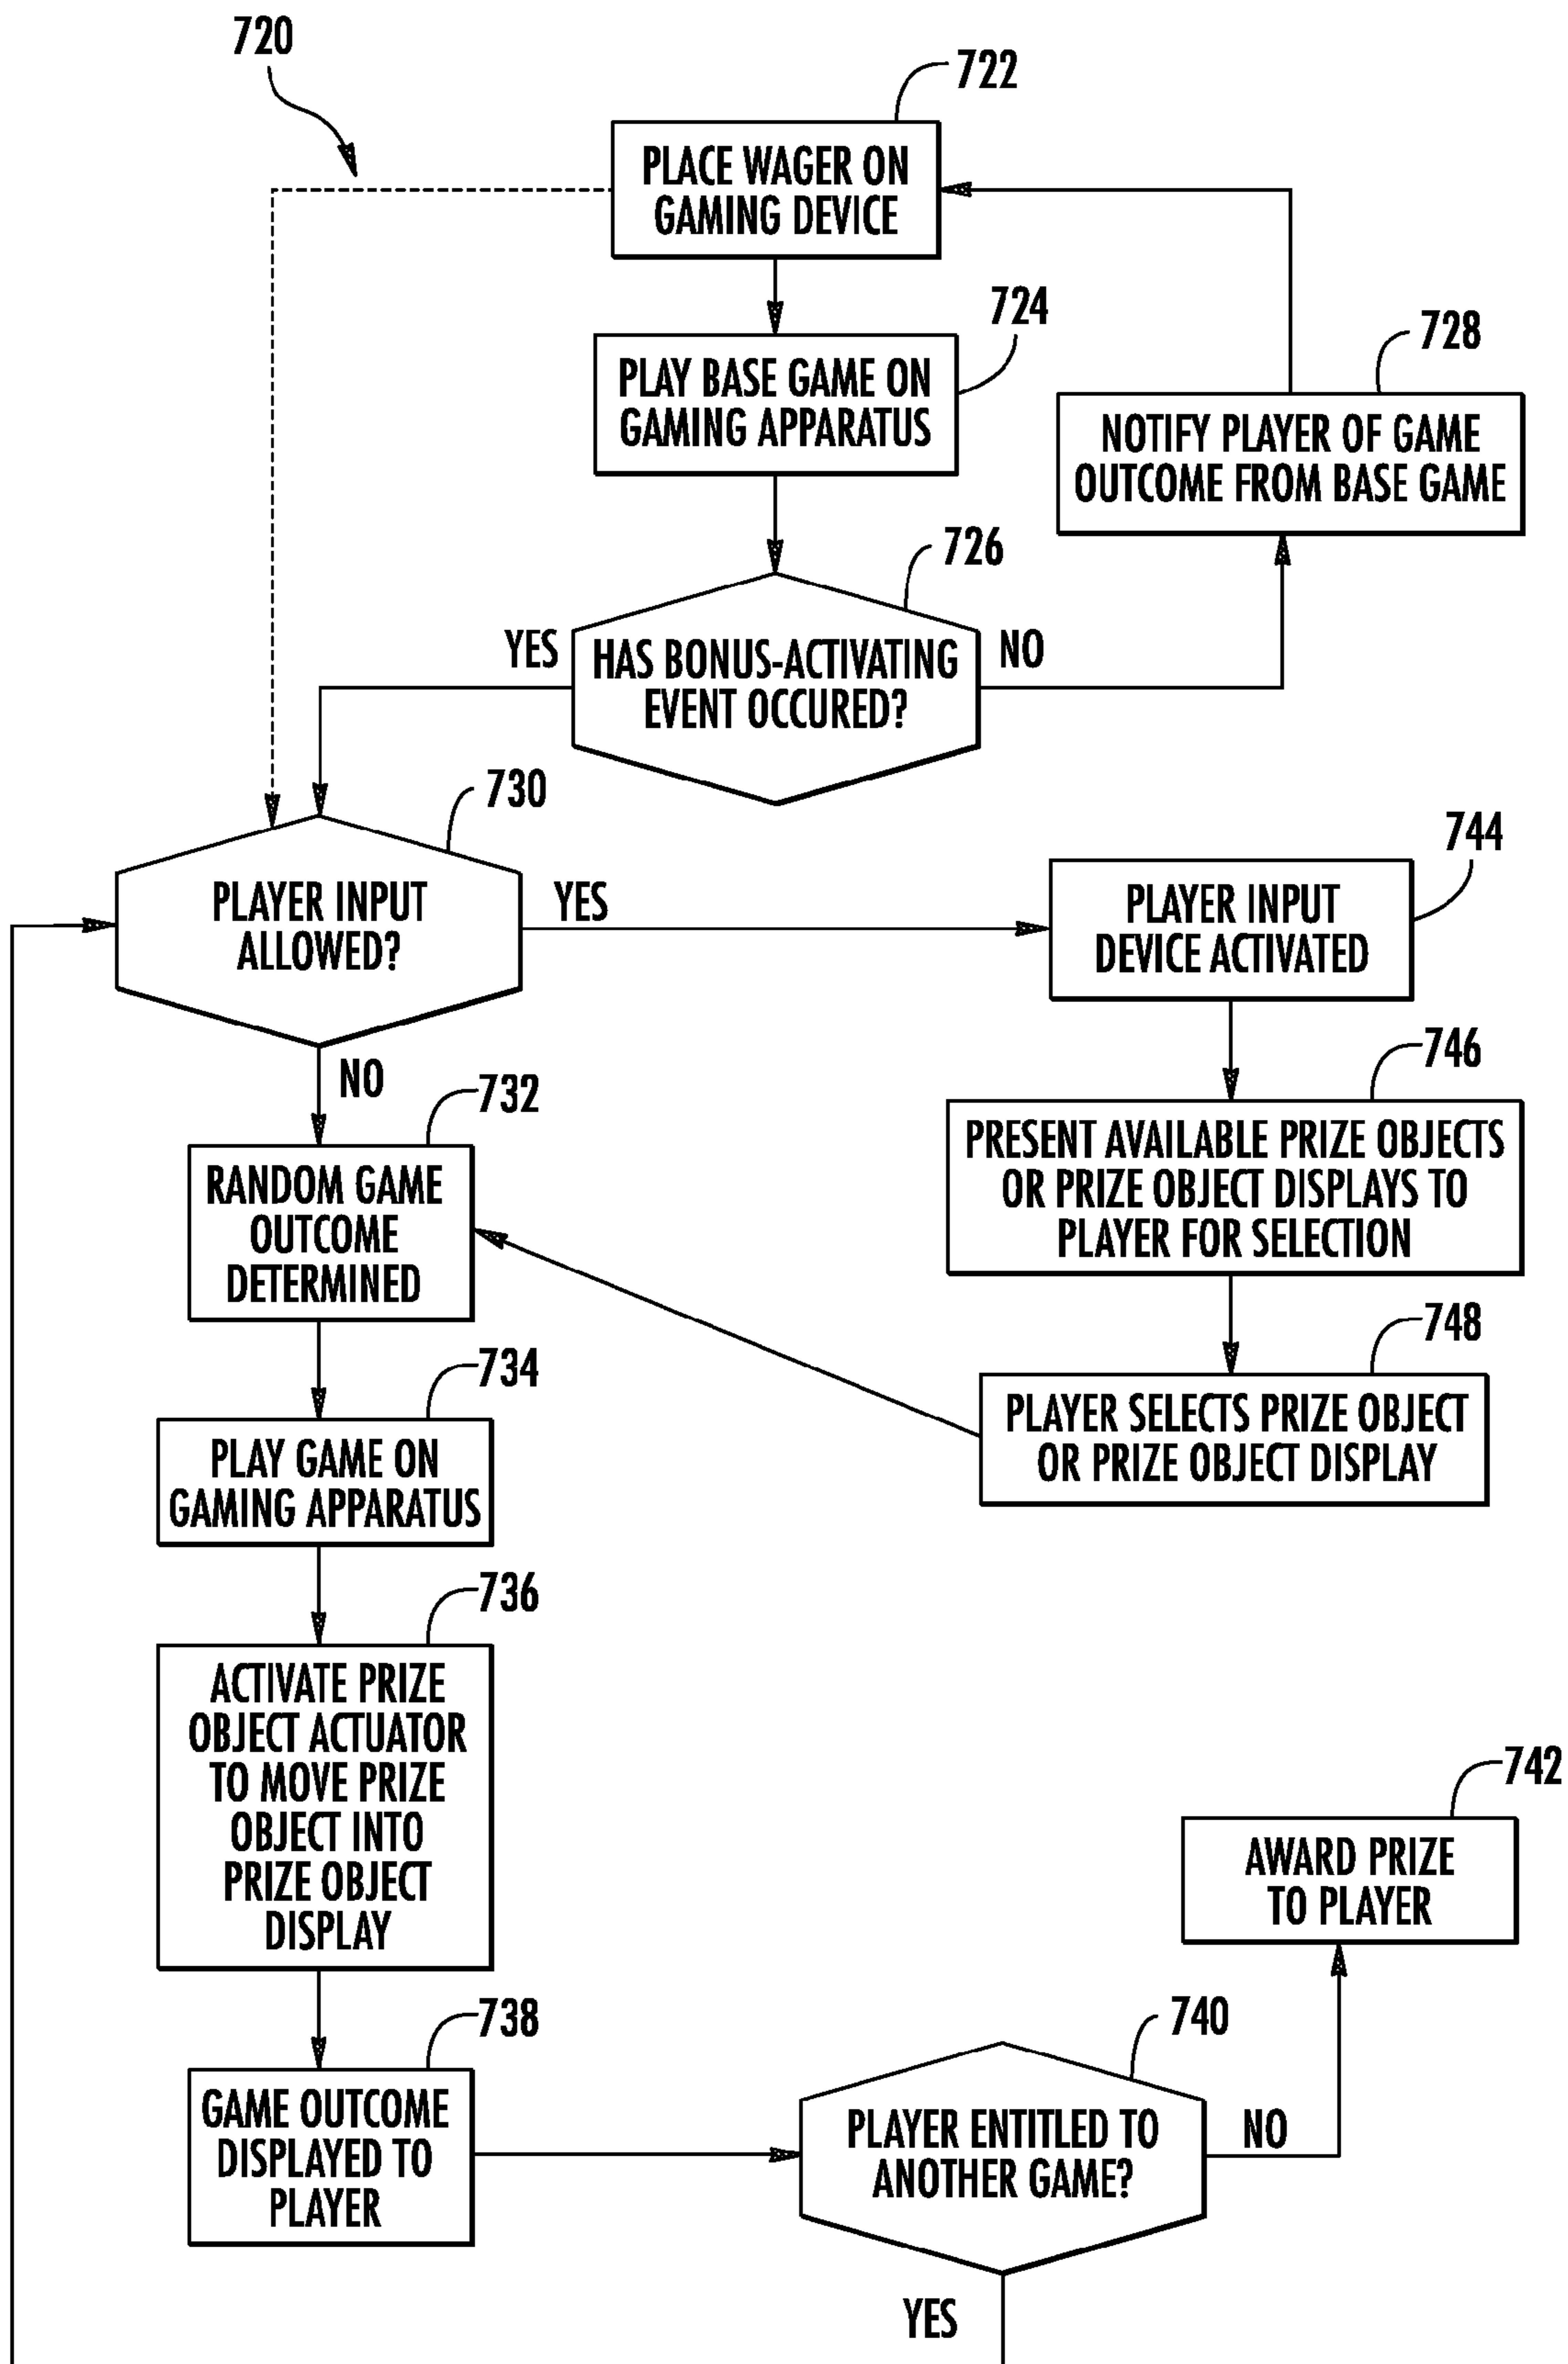 720
722
PLACE WAGER ON
GAMING DEVICE
724
PLAY BASE GAME ON
GAMING APPARATUS
728
NOTIFY PLAYER OF GAME
OUTCOME FROM BASE GAME
726
YES
HAS BONUS-ACTIVATING
EVENT OCCURED?
NO
730
PLAYER INPUT
ALLOWED?
YES
744
PLAYER INPUT
DEVICE ACTIVATED
NO
732
RANDOM GAME
OUTCOME
DETERMINED
746
PRESENT AVAILABLE PRIZE OBJECTS
OR PRIZE OBJECT DISPLAYS TO
PLAYER FOR SELECTION
748
PLAYER SELECTS PRIZE OBJECT
OR PRIZE OBJECT DISPLAY
734
PLAY GAME ON
GAMING APPARATUS
736
ACTIVATE PRIZE
OBJECT ACTUATOR
TO MOVE PRIZE
OBJECT INTO
PRIZE OBJECT
DISPLAY
742
AWARD PRIZE
TO PLAYER
738
GAME OUTCOME
DISPLAYED TO
PLAYER
740
PLAYER ENTITLED TO
ANOTHER GAME?
NO
YES